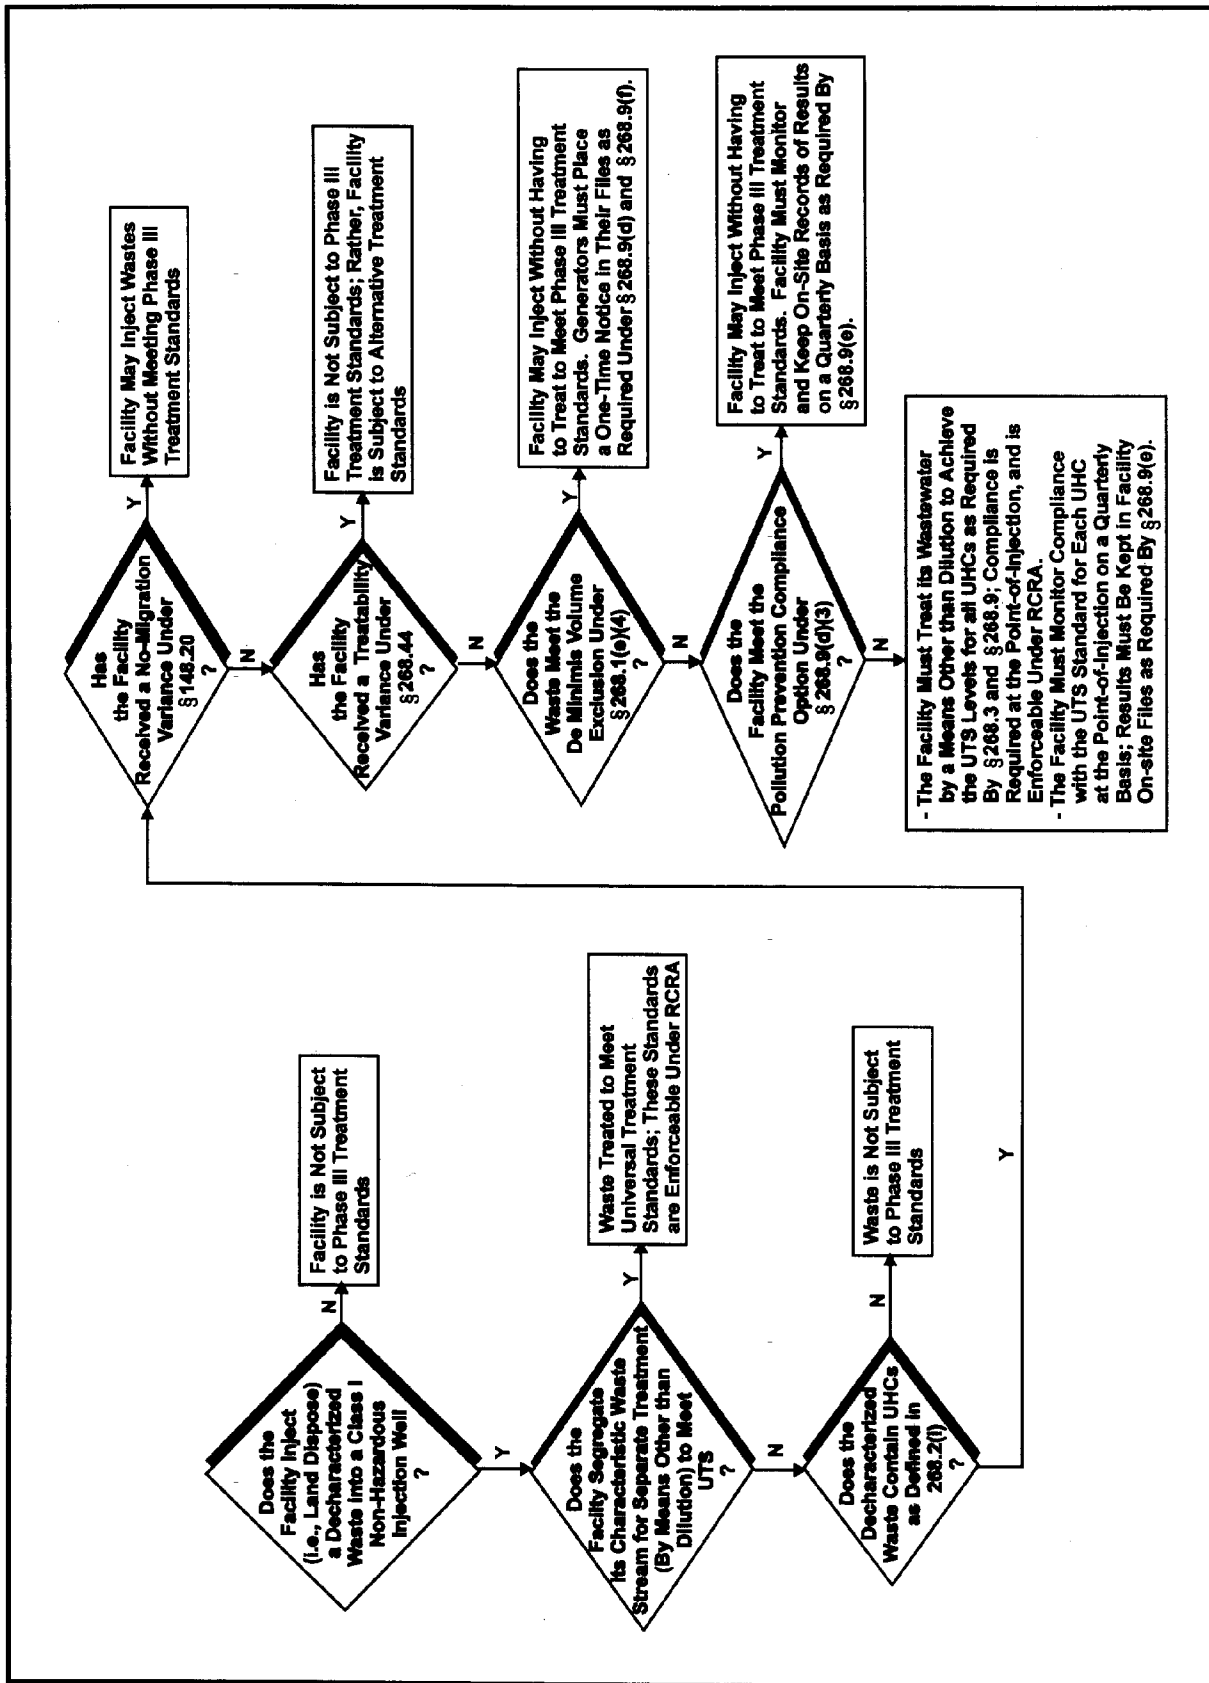 Does the
Facility Inject
(i.e., Land Dispose)
a Decharacterized
Waste into a Class I
Non-Hazardous
Injection Well
?
N
Facility is Not Subject
to Phase III Treatment
Standards
Y
Does the
Facility Segregate
Its Characteristic Waste
Stream for Separate Treatment
(By Means Other than
Dilution) to Meet
UTS
?
Y
Waste Treated to Meet
Universal Treatment
Standards; These Standards
are Enforceable Under RCRA
N
Does the
Decharacterized
Waste Contain UHCs
as Defined in
268.2(i)
?
N
Waste is Not Subject
to Phase III Treatment
Standards
Y
Has
the Facility
Received a No-Migration
Variance Under
§148.20
?
Y
Facility May Inject Wastes
Without Meeting Phase III
Treatment Standards
N
Has
the Facility
Received a Treatability
Variance Under
§268.44
?
Y
Facility is Not Subject to Phase III
Treatment Standards; Rather, Facility
is Subject to Alternative Treatment
Standards
N
Does the
Waste Meet the
De Minimis Volume
Exclusion Under
§268.1(e)(4)
?
Y
Facility May Inject Without Having
to Treat to Meet Phase III Treatment
Standards. Generators Must Place
a One-Time Notice in Their Files as
Required Under §268.9(d) and §268.9(f).
N
Does the
Facility Meet the
Pollution Prevention Compliance
Option Under
§268.9(d)(3)
?
Y
Facility May Inject Without Having
to Treat to Meet Phase III Treatment
Standards. Facility Must Monitor
and Keep On-Site Records of Results
on a Quarterly Basis as Required By
§268.9(e).
N
- The Facility Must Treat its Wastewater
by a Means Other than Dilution to Achieve
the UTS Levels for all UHCs as Required
By §268.3 and §268.9; Compliance is
Required at the Point-of-Injection, and is
Enforceable Under RCRA.
- The Facility Must Monitor Compliance
with the UTS Standard for Each UHC
at the Point-of-Injection on a Quarterly
Basis; Results Must Be Kept in Facility
On-site Files as Required By §268.9(e).